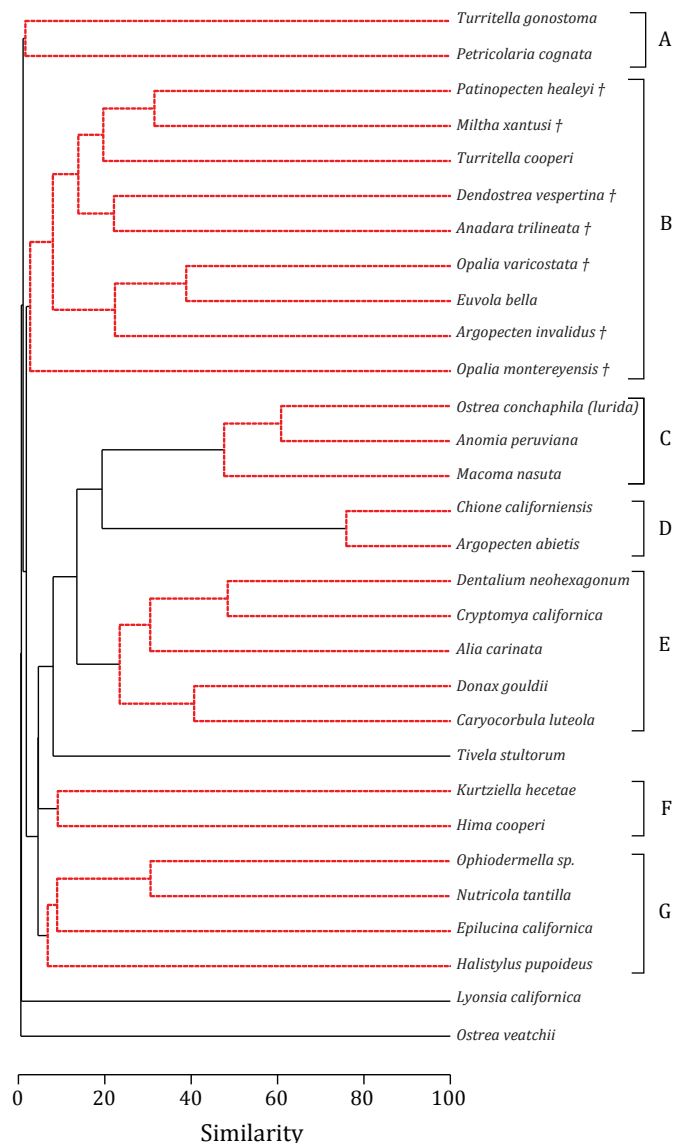 Turritella gonostoma
A
Petricolaria cognata
Patinopecten healeyi †
Miltha xantusi †
Turritella cooperi
Dendostrea vespertina †
B
Anadara trilineata †
Opalia varicostata †
Euvola bella
Argopecten invalidus †
Opalia montereyensis †
Ostrea conchaphila (lurida)
C
Anomia peruviana
Macoma nasuta
Chione californiensis
D
Argopecten abietis
Dentalium neohexagonum
Cryptomya californica
E
Alia carinata
Donax gouldii
Caryocorbula luteola
Tivela stultorum
Kurtziella hecetae
F
Hima cooperi
Ophiodermella sp.
Nutricola tantilla
G
Epilucina californica
Halistylus pupoideus
Lyonsia californica
Ostrea veatchii
0 20 40 60 80 100
Similarity